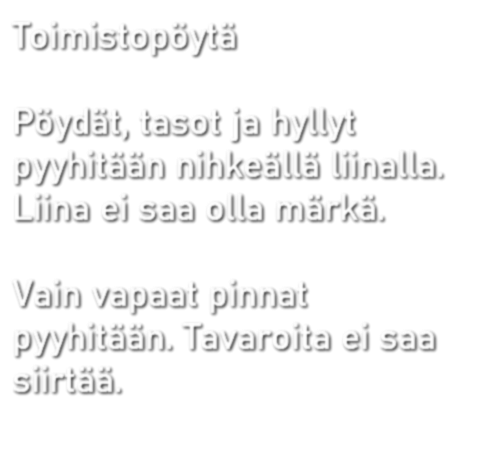 Toimistopöytä
Pöydät, tasot ja hyllyt
pyyhitään nihkeällä liinalla.
Liina ei saa olla märkä.
Vain vapaat pinnat
pyyhitään. Tavaroita ei saa
siirtää.